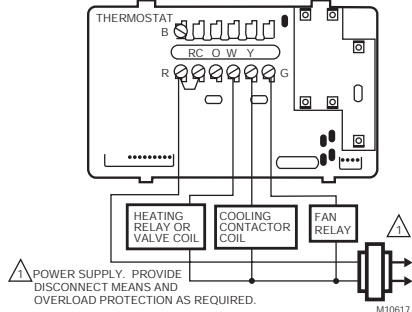 THERMOSTAT
B
RC O W Y
R G
HEATING
RELAY OR
VALVE COIL
COOLING
CONTACTOR
COIL
FAN
RELAY
1
1 POWER SUPPLY. PROVIDE
DISCONNECT MEANS AND
OVERLOAD PROTECTION AS REQUIRED.
M10617